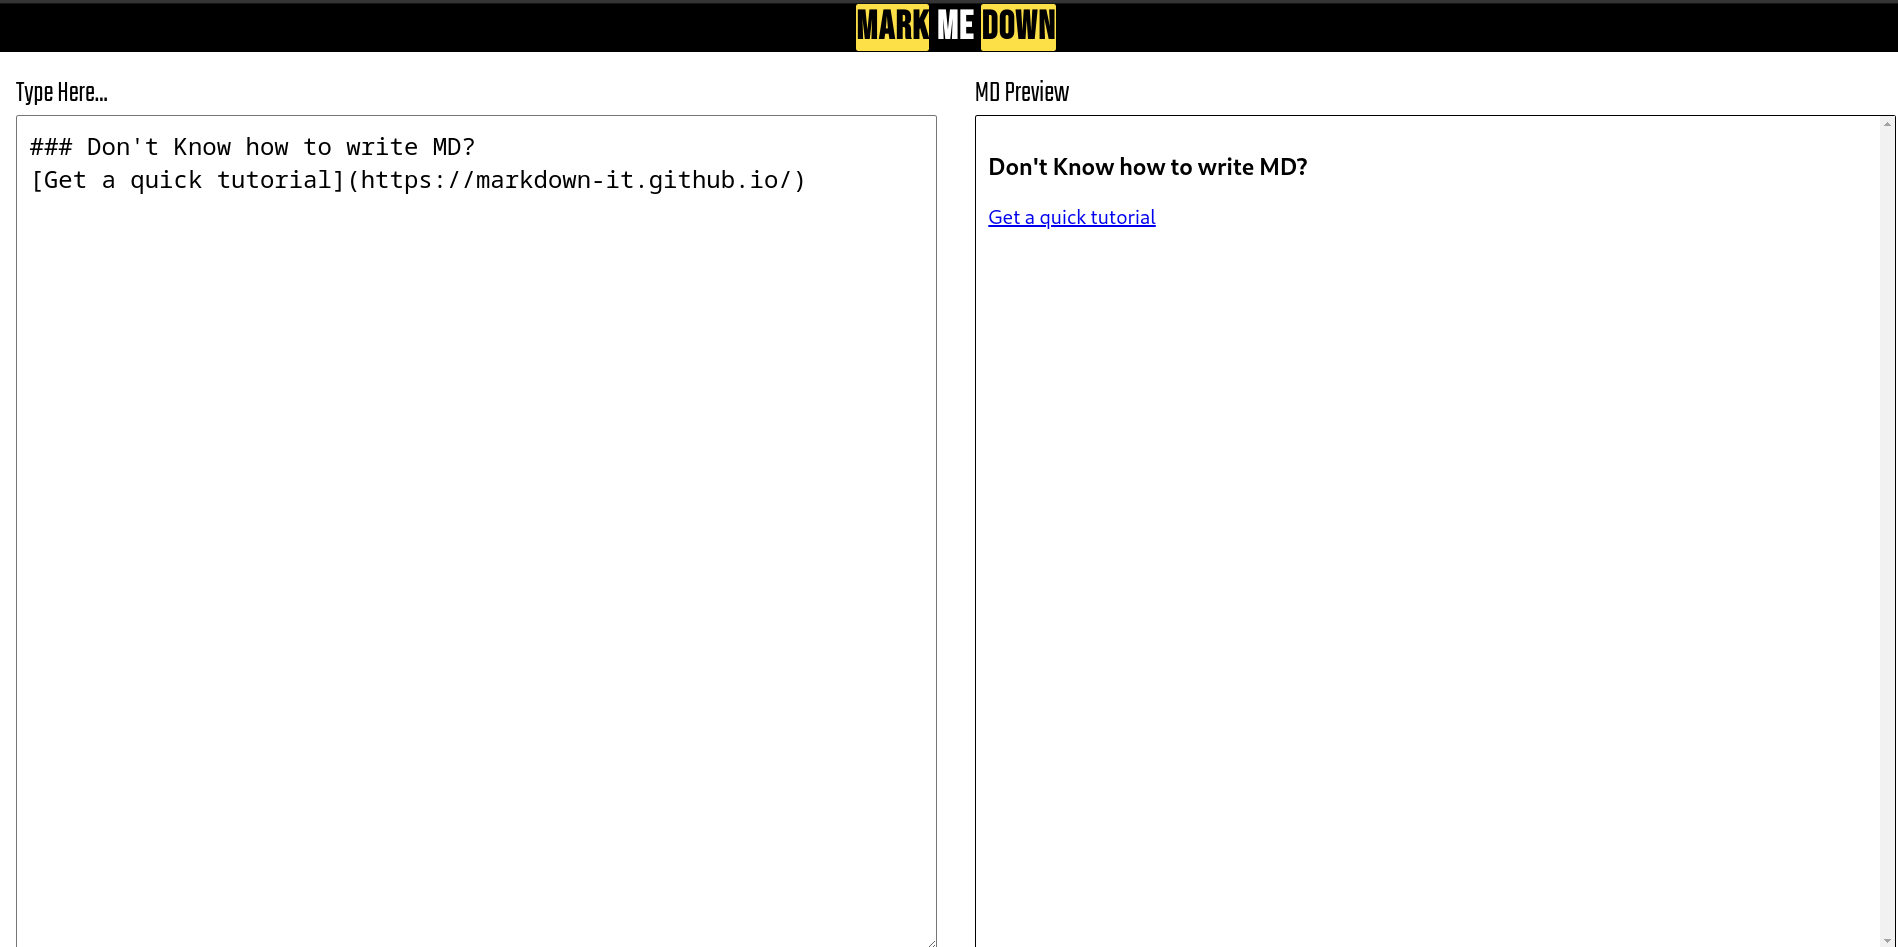 MARK ME DOWN
Type Here...
### Don't Know how to write MD?
[Get a quick tutorial](https://markdown-it.github.io/)
MD Preview
Don't Know how to write MD?
Get a quick tutorial